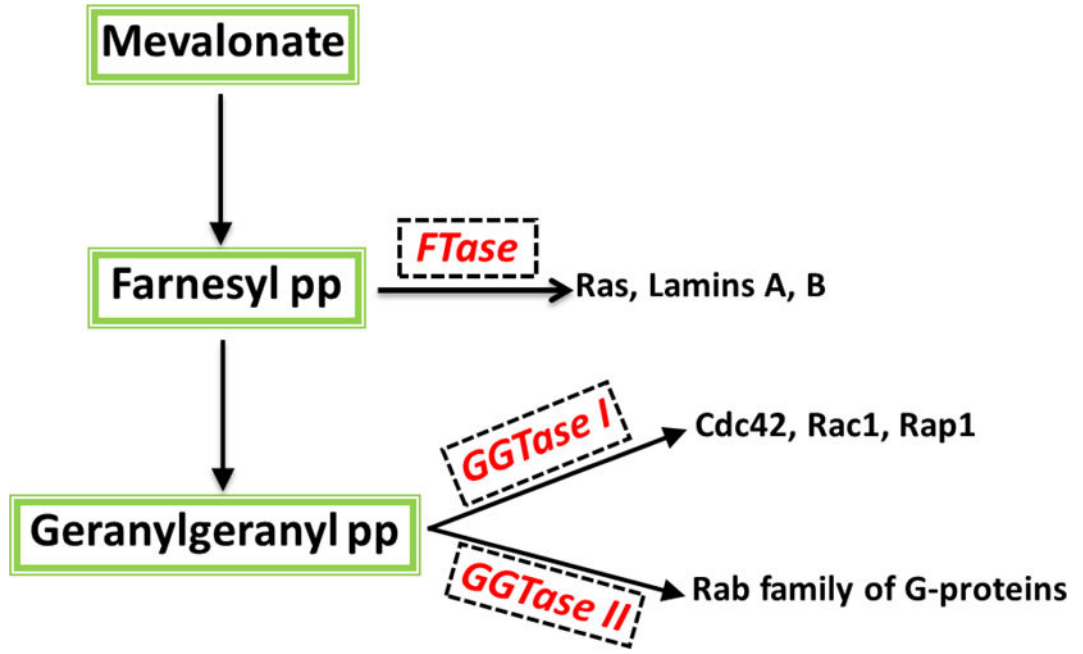 Mevalonate
FTase
Farnesyl pp
Ras, Lamins A, B
GGTase I
Cdc42, Rac1, Rap1
Geranylgeranyl pp
GGTase II
Rab family of G-proteins